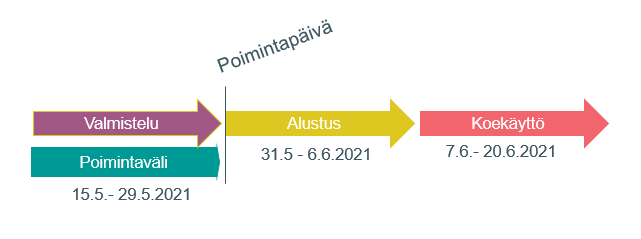 Poimintapäivä
Valmistelu
Alustus
Koekäyttö
Poimintaväli
31.5 - 6.6.2021
7.6.- 20.6.2021
15.5.- 29.5.2021